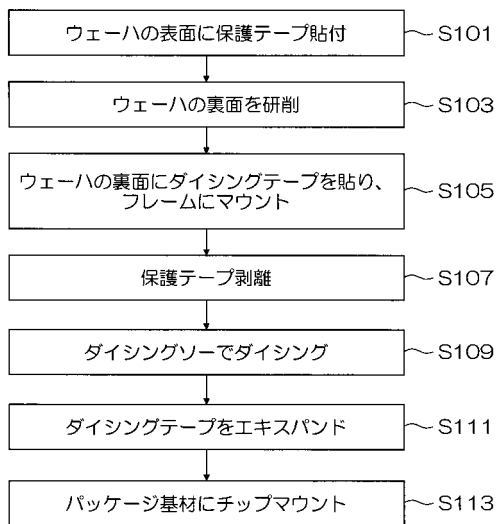 ウェーハの表面に保護テープ貼付 S101
ウェーハの裏面を研削 S103
ウェーハの裏面にダイシングテープを貼り、
フレームにマウント S105
保護テープ剥離 S107
ダイシングソーでダイシング S109
ダイシングテープをエキスパンド S111
パッケージ基材にチップマウント S113